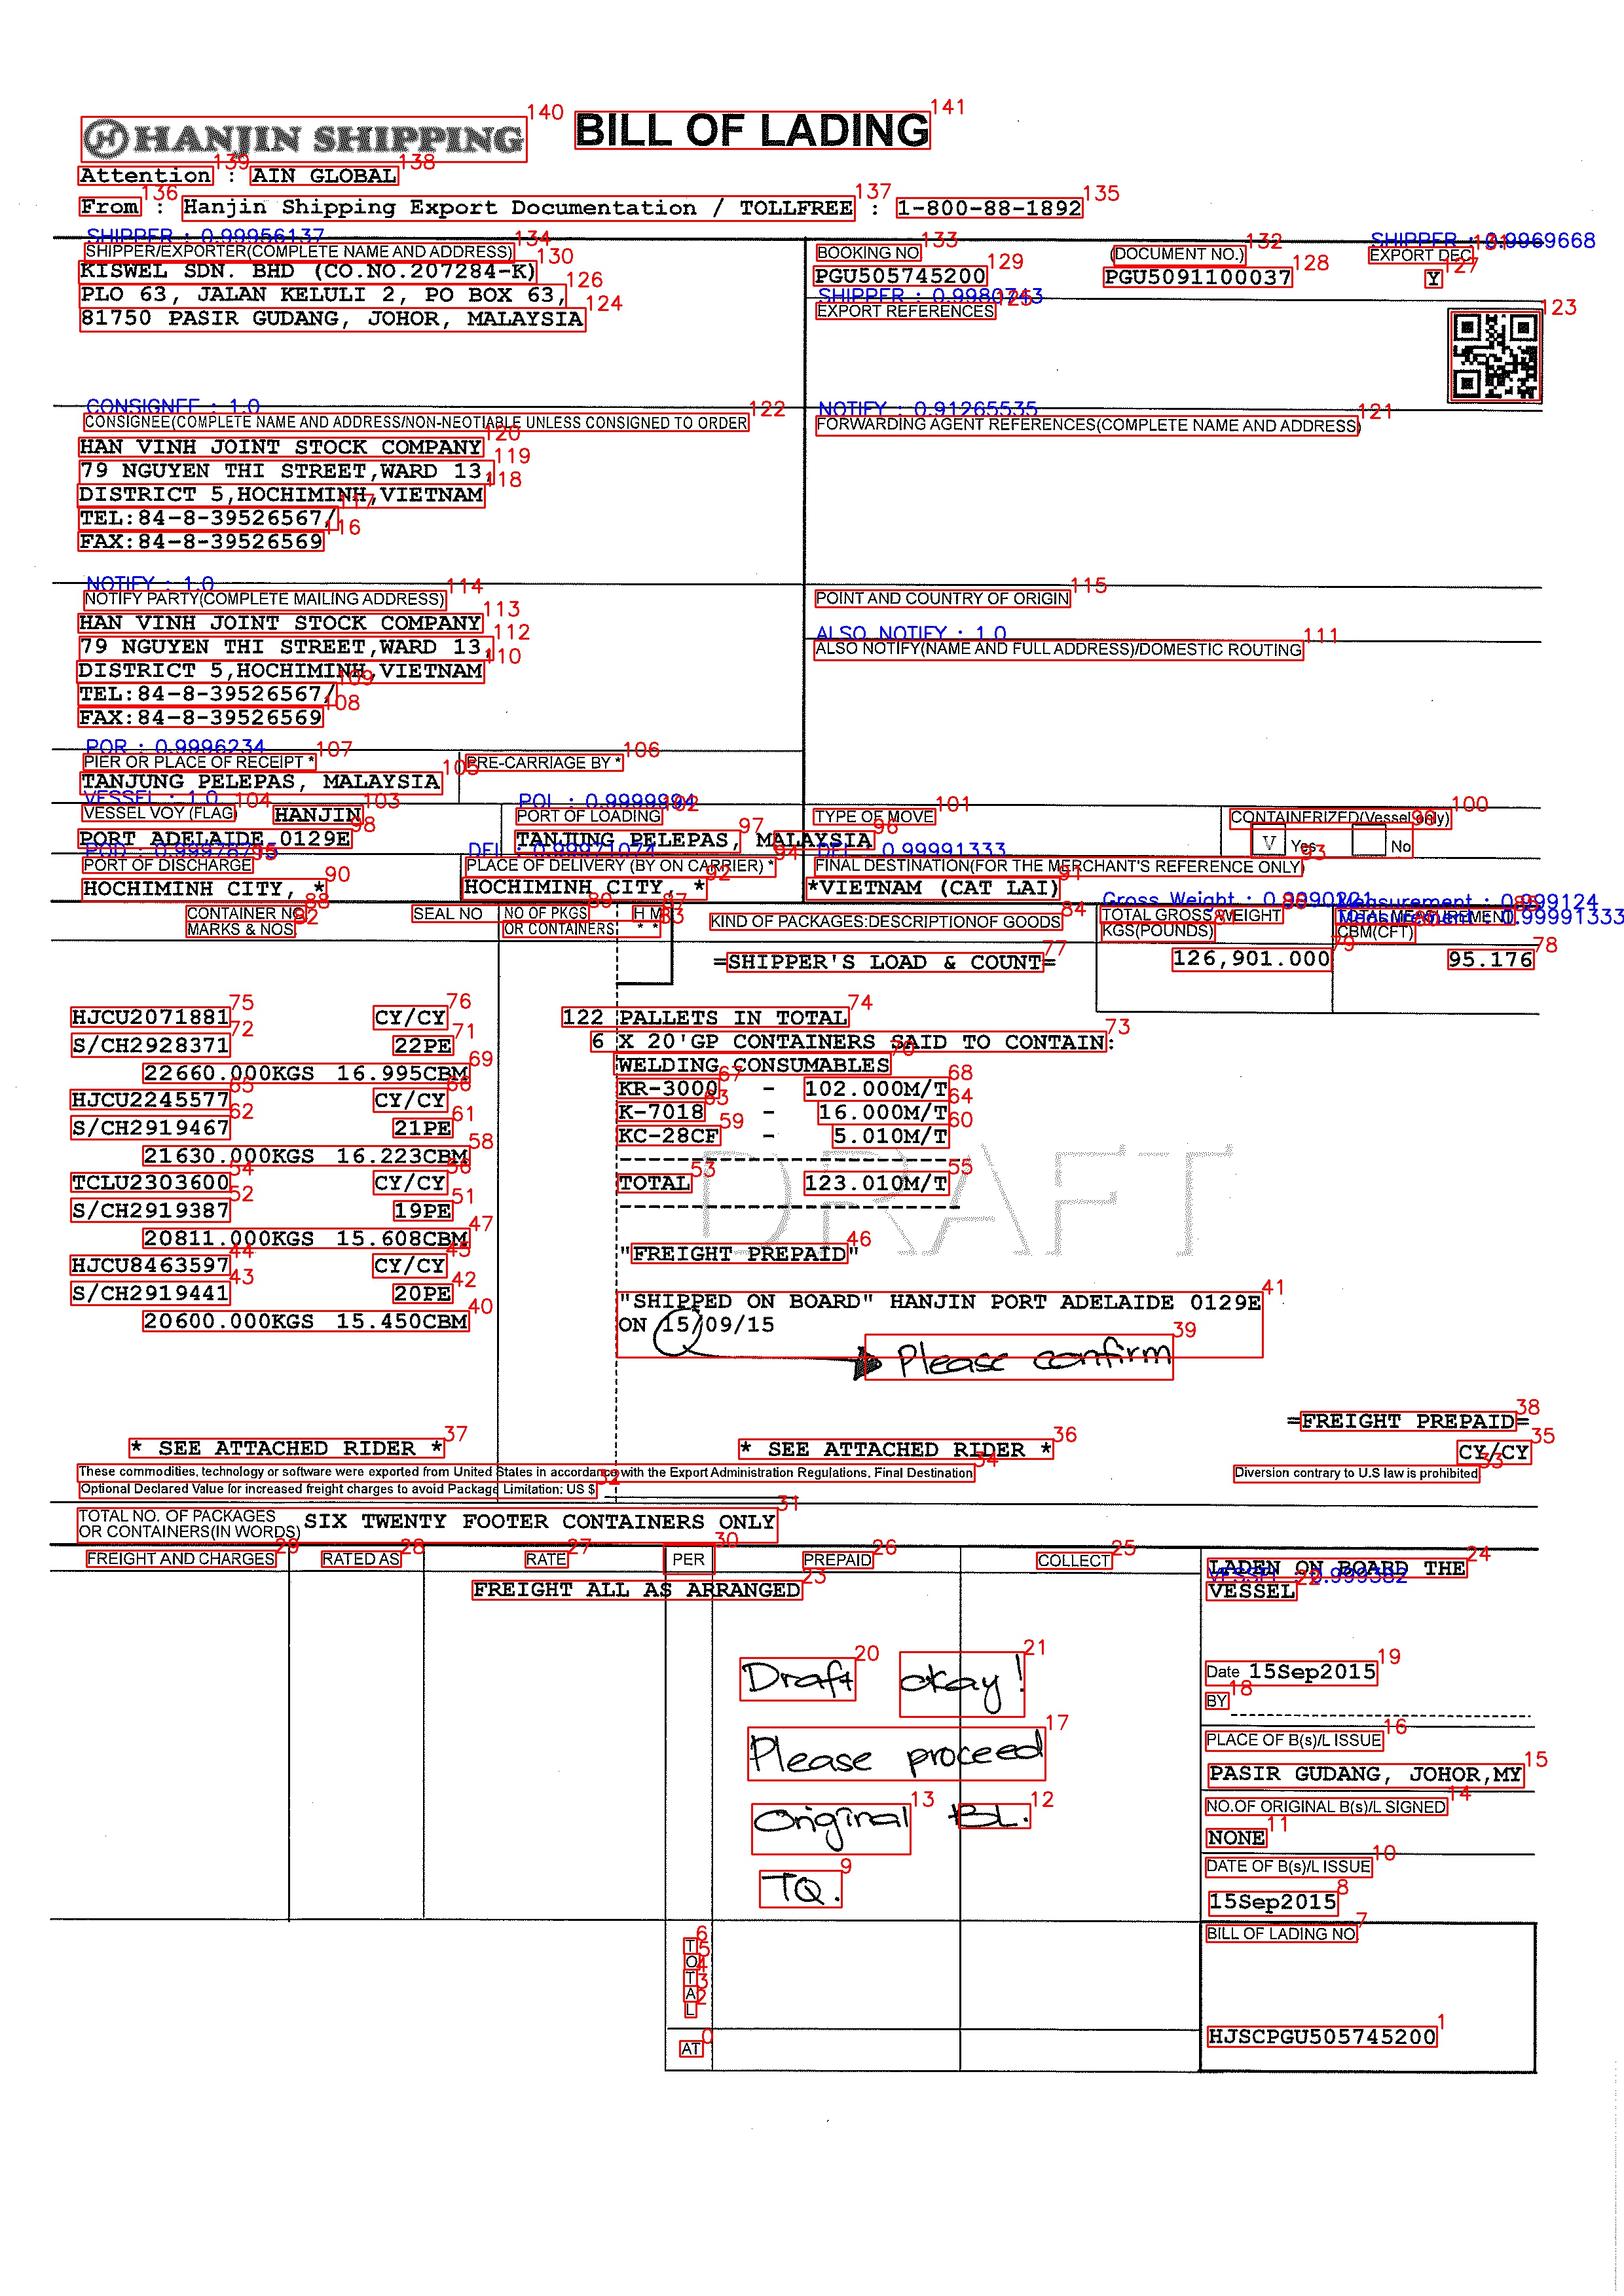 HANJIN SHIPPING 140 BILL OF LADING 141
Attention 139 : AIN GLOBAL 138
From 136 : Hanjin Shipping Export Documentation / TOLLFREE 137 : 1-800-88-1892 135
SHIPPER : 0.99956137
SHIPPER/EXPORTER(COMPLETE NAME AND ADDRESS) 134
KISWEL SDN. BHD (CO.NO.207284-K) 130
PLO 63, JALAN KELULI 2, PO BOX 63, 126
81750 PASIR GUDANG, JOHOR, MALAYSIA 124
BOOKING NO 133
PGU505745200 129
(DOCUMENT NO.) 132
PGU5091100037 128
SHIPPER : 0.9969668
EXPORT DEC 131
Y 127
SHIPPER : 0.9980743
EXPORT REFERENCES 125
123
CONSIGNEE : 1.0
CONSIGNEE(COMPLETE NAME AND ADDRESS/NON-NEOTIABLE UNLESS CONSIGNED TO ORDER 122
HAN VINH JOINT STOCK COMPANY 120
79 NGUYEN THI STREET,WARD 13, 119
DISTRICT 5,HOCHIMINH,VIETNAM 118
TEL:84-8-39526567/ 117
FAX:84-8-39526569 116
NOTIFY : 0.91265535
FORWARDING AGENT REFERENCES(COMPLETE NAME AND ADDRESS) 121
NOTIFY : 1.0
NOTIFY PARTY(COMPLETE MAILING ADDRESS) 114
HAN VINH JOINT STOCK COMPANY 113
79 NGUYEN THI STREET,WARD 13, 112
DISTRICT 5,HOCHIMINH,VIETNAM 110
TEL:84-8-39526567/ 109
FAX:84-8-39526569 108
POINT AND COUNTRY OF ORIGIN 115
ALSO NOTIFY : 1.0
ALSO NOTIFY(NAME AND FULL ADDRESS)/DOMESTIC ROUTING 111
POR : 0.9996234
PIER OR PLACE OF RECEIPT * 107
TANJUNG PELEPAS, MALAYSIA 105
PRE-CARRIAGE BY * 106
VESSEL : 1.0
VESSEL VOY (FLAG) 104 HANJIN 103
PORT ADELAIDE 0129E 98
POL : 0.9999994
PORT OF LOADING 102
TANJUNG PELEPAS, 97 MALAYSIA 96
TYPE OF MOVE 101
CONTAINERIZED(Vessel only) 100
V Yes No
PORT OF DISCHARGE 95
HOCHIMINH CITY, * 90
DEL : 0.99971074
PLACE OF DELIVERY (BY ON CARRIER) * 94
HOCHIMINH CITY, * 92
DEL : 0.99991333
FINAL DESTINATION(FOR THE MERCHANT'S REFERENCE ONLY) 93
*VIETNAM (CAT LAI) 91
CONTAINER NO 88
MARKS & NOS 82
SEAL NO
NO OF PKGS 89
OR CONTAINERS
H M 87
* * 83
KIND OF PACKAGES:DESCRIPTIONOF GOODS 84
TOTAL GROSS WEIGHT
KGS(POUNDS) 81
126,901.000 79
Measurement : 0.999124
Measurement : 0.99991333
TOTAL MEASUREMENT
CBM(CFT)
95.176 78
=SHIPPER'S LOAD & COUNT= 77
HJCU2071881 75 CY/CY 76
S/CH2928371 72 22PE 71
22660.000KGS 16.995CBM 69
HJCU2245577 65 CY/CY 66
S/CH2919467 62 21PE 61
21630.000KGS 16.223CBM 58
TCLU2303600 54 CY/CY 56
S/CH2919387 52 19PE 51
20811.000KGS 15.608CBM 47
HJCU8463597 44 CY/CY 45
S/CH2919441 43 20PE 42
20600.000KGS 15.450CBM 40
122 PALLETS IN TOTAL 74
6 X 20'GP CONTAINERS SAID TO CONTAIN: 73
WELDING CONSUMABLES 70
KR-3000 67 - 102.000M/T 68
K-7018 63 - 16.000M/T 64
KC-28CF 59 - 5.010M/T 60
TOTAL 53 123.010M/T 55
DRAFT
"FREIGHT PREPAID" 46
"SHIPPED ON BOARD" HANJIN PORT ADELAIDE 0129E 41
ON 15/09/15
Please confirm 39
=FREIGHT PREPAID= 38
* SEE ATTACHED RIDER * 37 * SEE ATTACHED RIDER * 36 CY/CY 35
These commodities, technology or software were exported from United States in accordance with the Export Administration Regulations. Final Destination 34 Diversion contrary to U.S law is prohibited 33
Optional Declared Value for increased freight charges to avoid Package Limitation: US $ 32
TOTAL NO. OF PACKAGES
OR CONTAINERS(IN WORDS) SIX TWENTY FOOTER CONTAINERS ONLY 31
FREIGHT AND CHARGES 29 RATED AS 28 RATE 27 PER 30 PREPAID 26 COLLECT 25
FREIGHT ALL AS ARRANGED 23
LADEN ON BOARD THE 24
VESSEL : 0.999382
VESSEL 22
Draft 20 okay! 21
Please proceed 17
Original 13 BL. 12
TQ. 9
Date 15Sep2015 19
BY 18
PLACE OF B(s)/L ISSUE 16
PASIR GUDANG, JOHOR,MY 15
NO.OF ORIGINAL B(s)/L SIGNED 14
NONE 11
DATE OF B(s)/L ISSUE 10
15Sep2015 8
BILL OF LADING NO 7
HJSCPGU505745200 1
T 6
O 5
T 4
A 3
L 2
AT 0